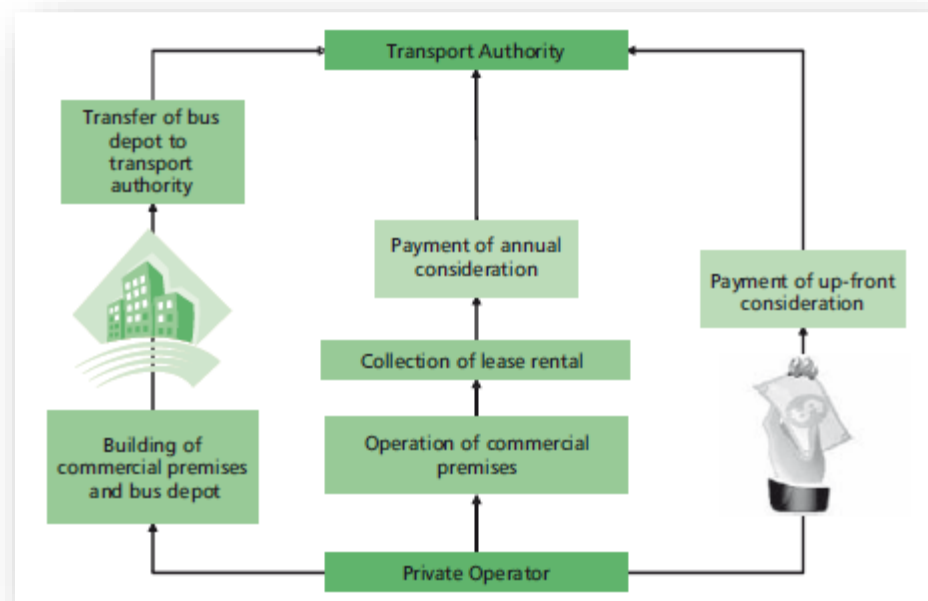 Transport Authority
Transfer of bus
depot to
transport
authority
Payment of annual
consideration
Payment of up-front
consideration
Collection of lease rental
Building of
commercial premises
and bus depot
Operation of commercial
premises
Private Operator